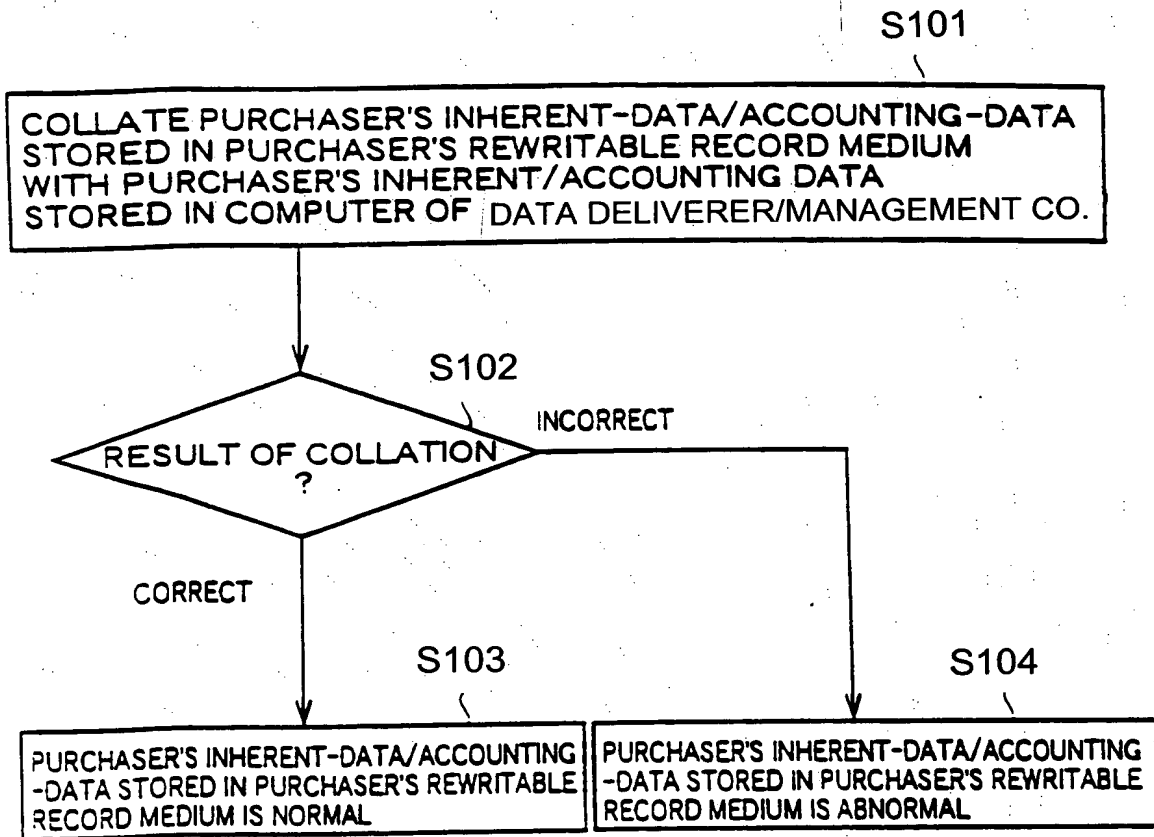 S101
COLLATE PURCHASER'S INHERENT-DATA/ACCOUNTING-DATA
STORED IN PURCHASER'S REWRITABLE RECORD MEDIUM
WITH PURCHASER'S INHERENT/ACCOUNTING DATA
STORED IN COMPUTER OF DATA DELIVERER/MANAGEMENT CO.
S102
INCORRECT
RESULT OF COLLATION
?
CORRECT
S103
PURCHASER'S INHERENT-DATA/ACCOUNTING
-DATA STORED IN PURCHASER'S REWRITABLE
RECORD MEDIUM IS NORMAL
S104
PURCHASER'S INHERENT-DATA/ACCOUNTING
-DATA STORED IN PURCHASER'S REWRITABLE
RECORD MEDIUM IS ABNORMAL